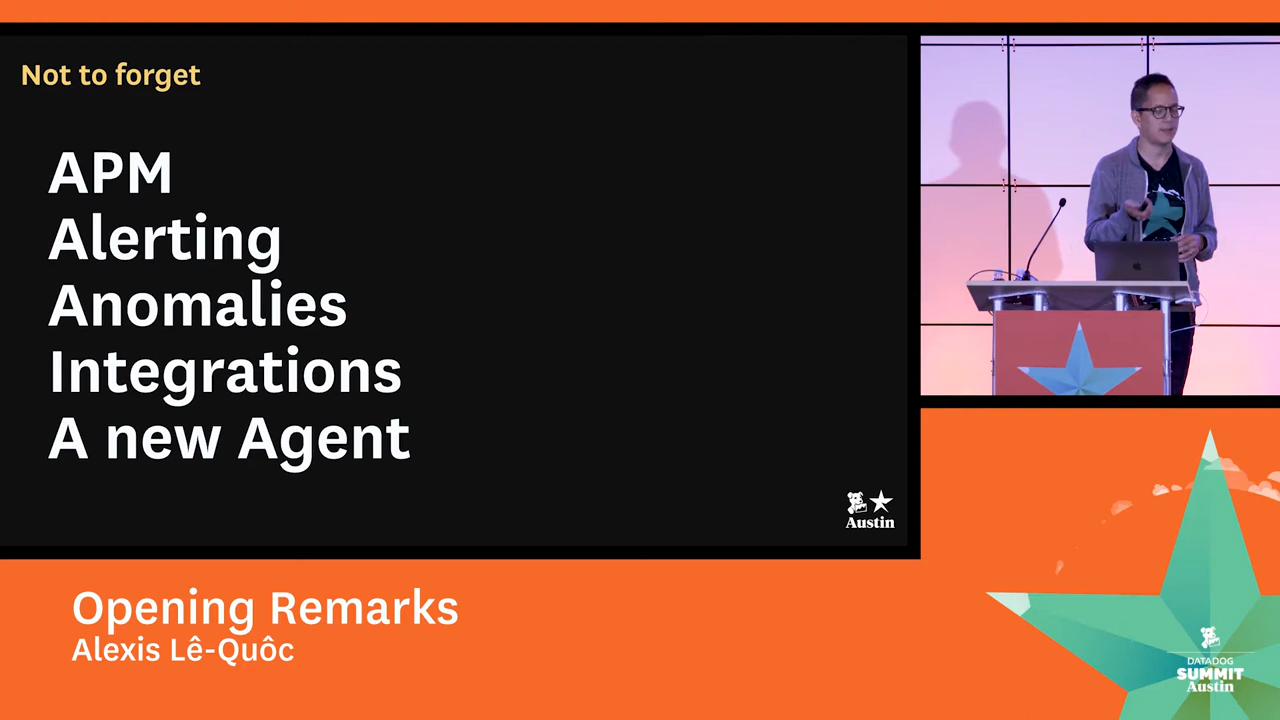 Not to forget
APM
Alerting
Anomalies
Integrations
A new Agent
Austin
Opening Remarks
Alexis Lê-Quôc
DATADOG
SUMMIT
Austin